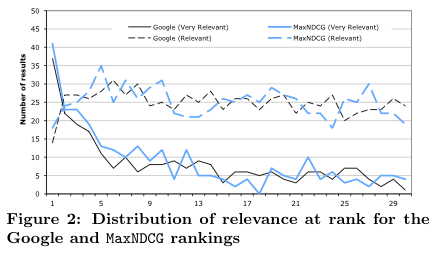 50
Google (Very Relevant) MaxNDCG (Very Relevant)
45
Google (Relevant) MaxNDCG (Relevant)
40
35
30
25
20
15
10
5
0
Number of results
1 5 9 13 17 21 25 29
Figure 2: Distribution of relevance at rank for the
Google and MaxNDCG rankings